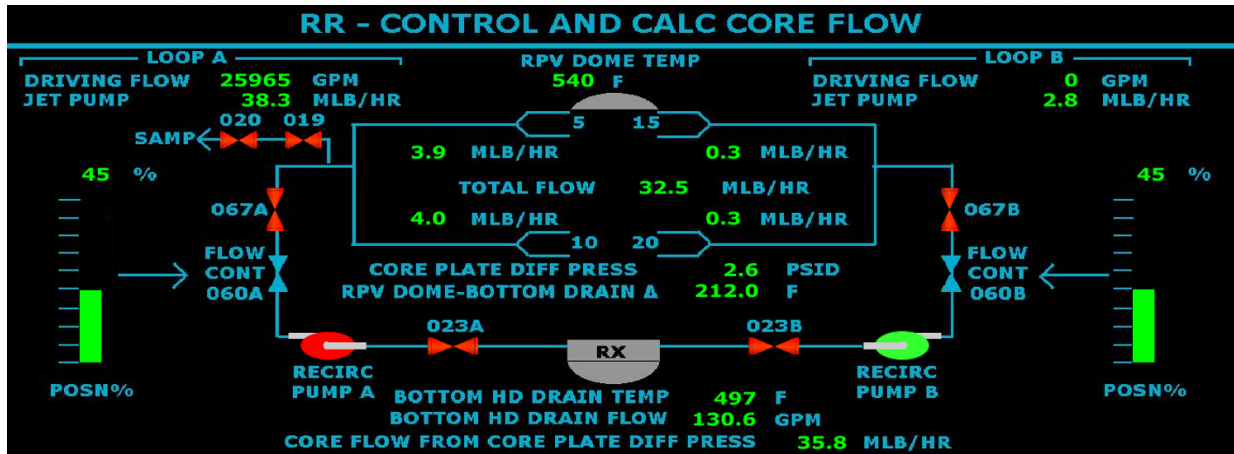 RR - CONTROL AND CALC CORE FLOW
LOOP A
RPV DOME TEMP
LOOP B
DRIVING FLOW 25965 GPM
540 F
DRIVING FLOW 0 GPM
JET PUMP 38.3 MLB/HR
JET PUMP 2.8 MLB/HR
020 019
5 15
SAMP
3.9 MLB/HR 0.3 MLB/HR
45 %
45 %
TOTAL FLOW 32.5 MLB/HR
067A
067B
4.0 MLB/HR 0.3 MLB/HR
10 20
FLOW
CONT
060A
FLOW
CONT
060B
CORE PLATE DIFF PRESS 2.6 PSID
RPV DOME-BOTTOM DRAIN Δ 212.0 F
023A
023B
RX
RECIRC
PUMP A
RECIRC
PUMP B
POSN%
POSN%
BOTTOM HD DRAIN TEMP 497 F
BOTTOM HD DRAIN FLOW 130.6 GPM
CORE FLOW FROM CORE PLATE DIFF PRESS 35.8 MLB/HR